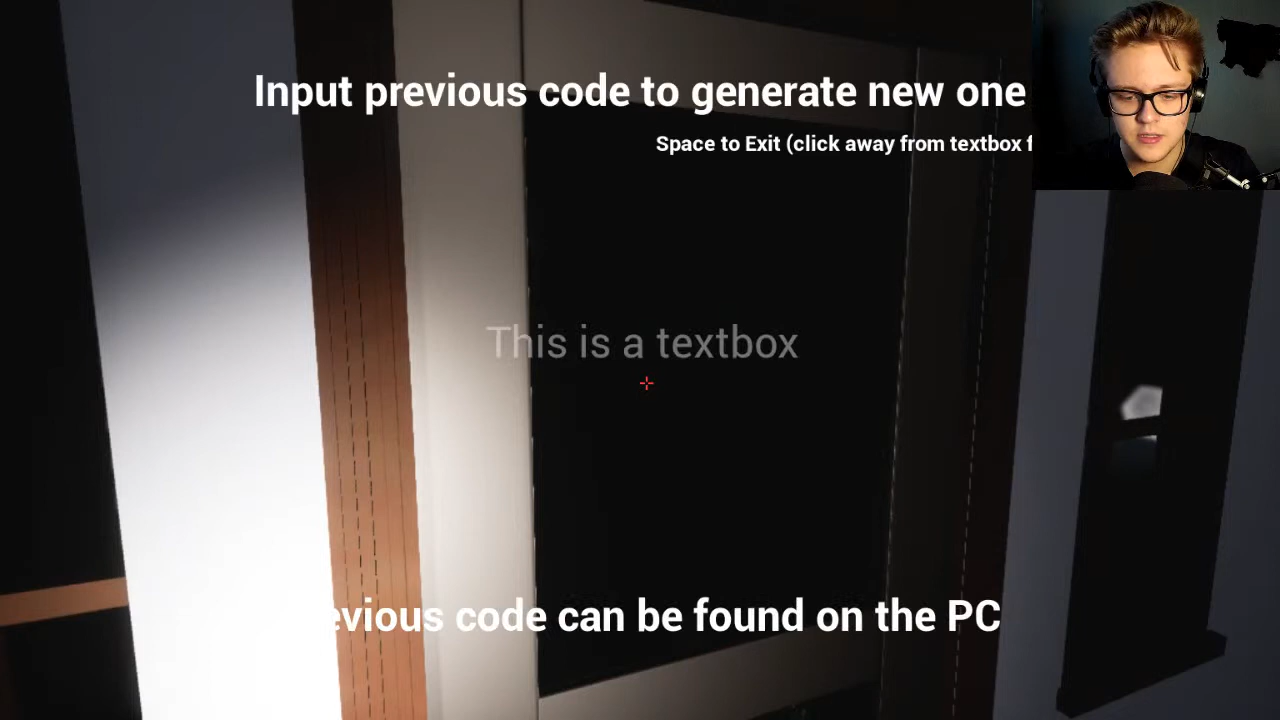 Input previous code to generate new one
Space to Exit (click away from textbox
This is a textbox
evious code can be found on the PC